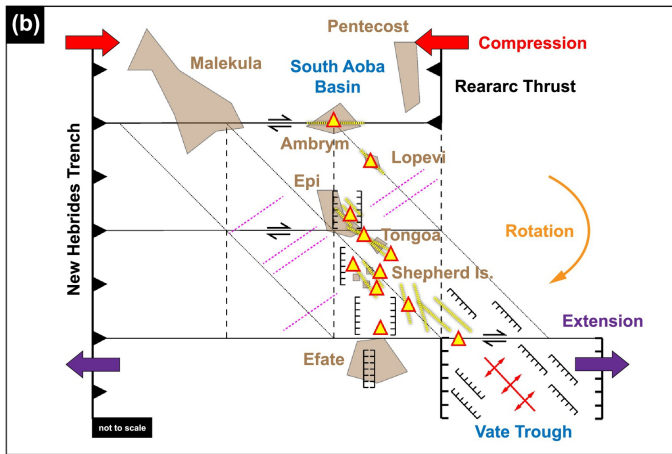 (b)
Pentecost
Compression
Malekula
South Aoba
Basin
RearArc Thrust
Ambrym
Lopevi
Epi
New Hebrides Trench
Rotation
Tongoa
Shepherd Is.
Extension
Efate
not to scale
Vate Trough